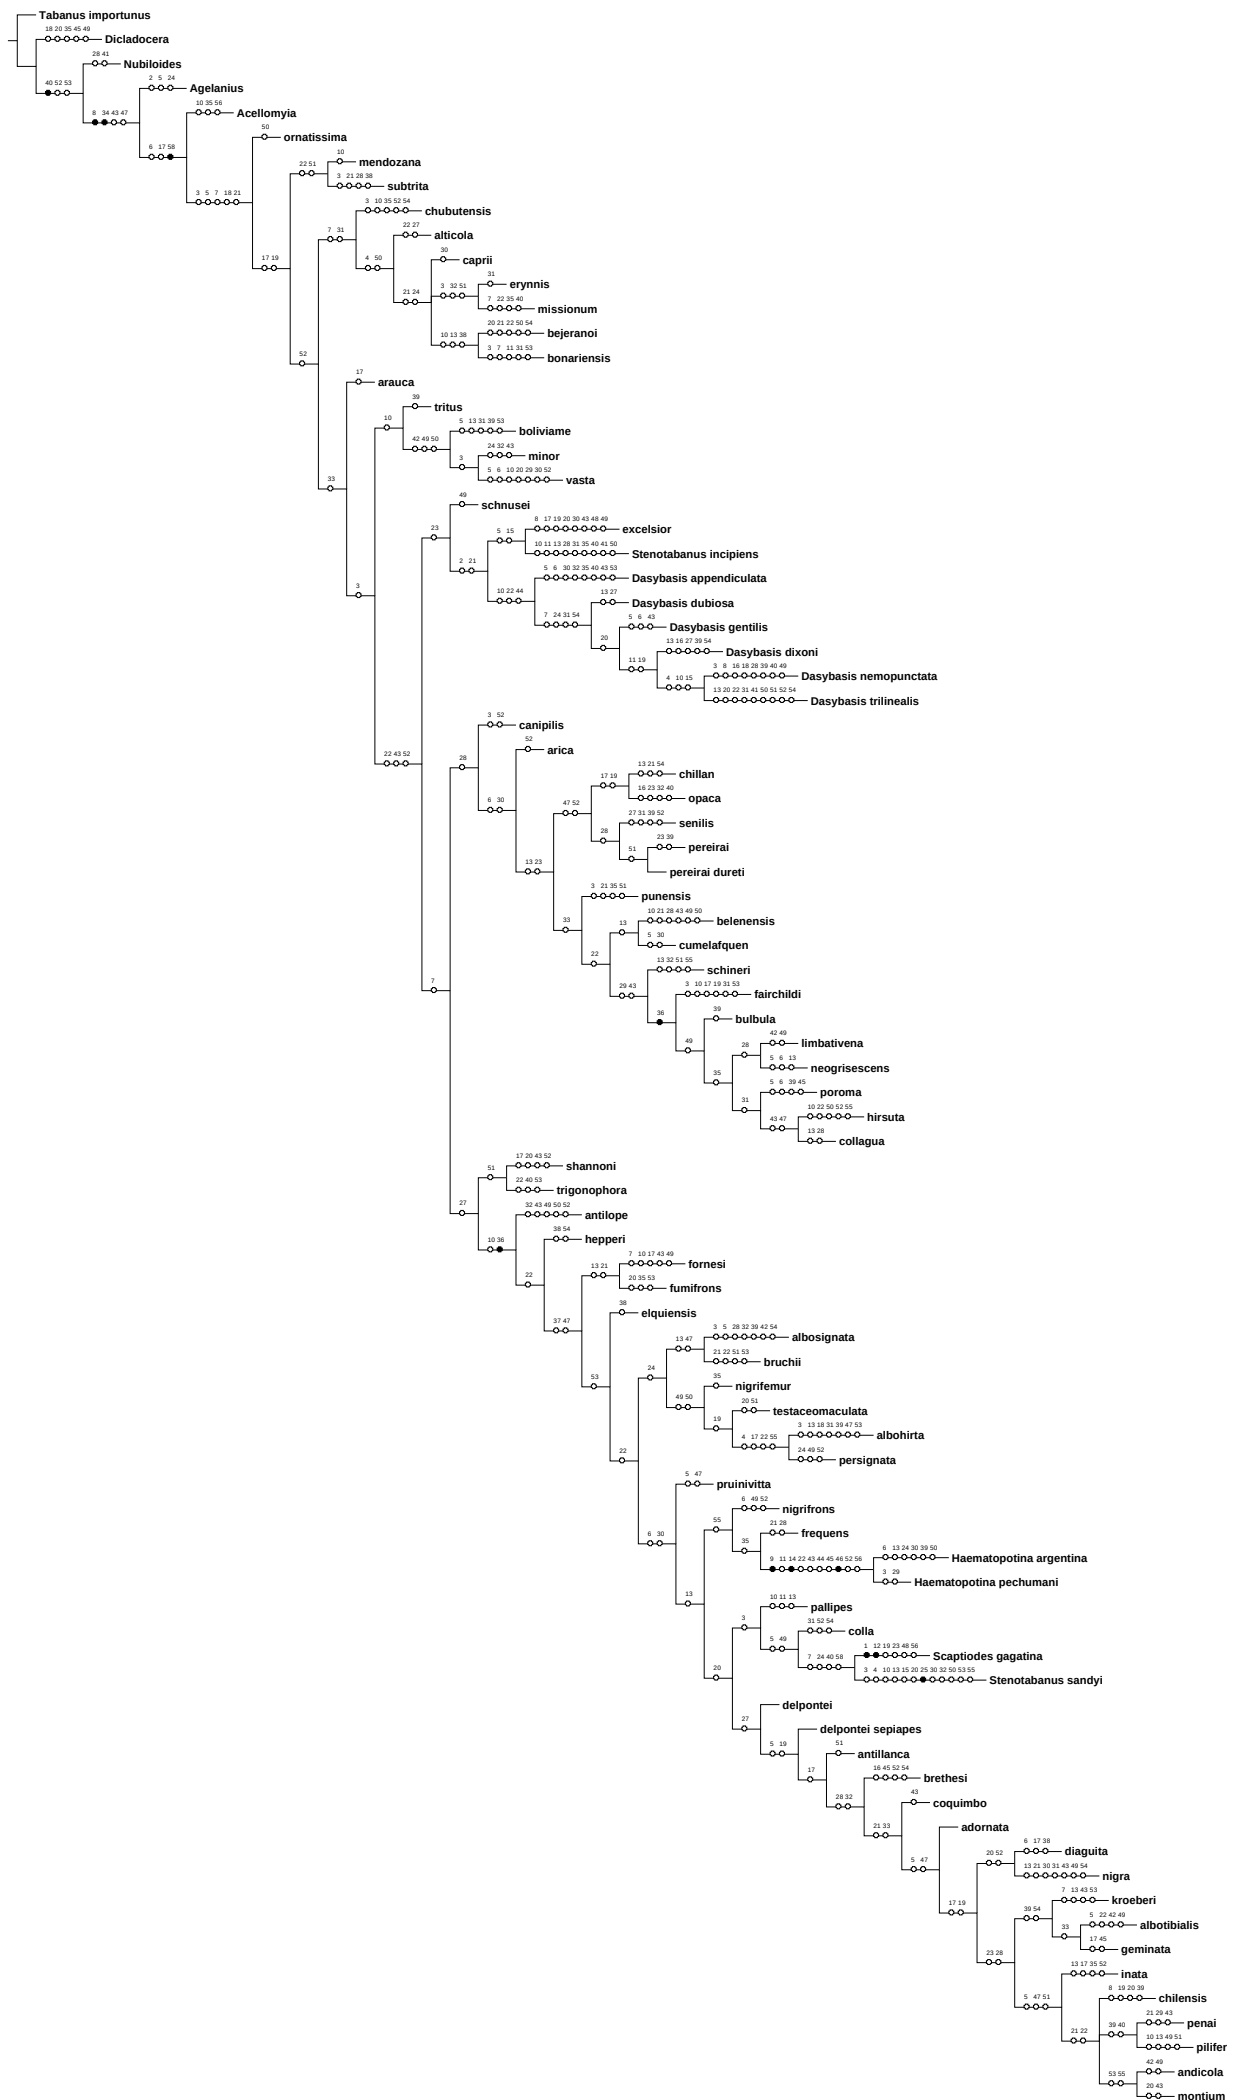 Tabanus importunus
18 20 35 45 49
Dicladocera
28 41
Nubiloides
40 52 53
2 5 24
Agelanius
8 34 43 47
10 35 56
Acellomyia
50
ornatissima
6 17 58
10
mendozana
22 51
3 21 28 38
subtrita
3 5 7 18 21
3 10 35 52 54
chubutensis
7 31
22 27
alticola
17 19
4 50
30
caprii
31
erynnis
3 32 51
21 24
7 22 35 40
missionum
20 21 22 50 54
bejeranoi
10 13 38
3 7 11 31 53
bonariensis
52
17
arauca
39
tritus
10
5 13 31 39 53
boliviame
42 49 50
24 32 43
minor
3
5 6 10 20 29 30 52
vasta
33
49
schnusei
8 17 19 20 30 43 48 49
excelsior
23
5 15
10 11 13 28 31 35 40 41 50
Stenotabanus incipiens
2 21
5 6 30 32 35 40 43 53
Dasybasis appendiculata
3
10 22 44
13 27
Dasybasis dubiosa
7 24 31 54
5 6 43
Dasybasis gentilis
20
13 16 27 39 54
Dasybasis dixoni
11 19
3 8 16 18 28 39 40 49
Dasybasis nemopunctata
4 10 15
13 20 22 31 41 50 51 52 54
Dasybasis trilinealis
3 52
canipilis
22 43 52
28
52
arica
13 21 54
chillan
17 19
16 23 32 40
opaca
6 30
47 52
27 31 39 52
senilis
28
23 39
pereirai
51
pereirai dureti
13 23
3 21 35 51
punensis
33
10 21 28 43 49 50
belenensis
13
5 30
cumelafquen
22
13 32 51 55
schineri
7
29 43
3 10 17 19 31 53
fairchildi
36
39
bulbula
49
42 49
limbativena
28
5 6 13
neogrisescens
35
5 6 39 45
poroma
31
10 22 50 52 55
hirsuta
43 47
13 28
collagua
17 20 43 52
shannoni
51
22 40 53
trigonophora
27
32 43 49 50 52
antilope
10 36
38 54
hepperi
22
7 10 17 43 49
fornesi
13 21
20 35 53
fumifrons
37 47
38
elquiensis
3 5 28 32 39 42 54
albosignata
13 47
21 22 51 53
bruchii
53
24
35
nigrifemur
49 50
20 51
testaceomaculata
19
3 13 18 31 39 47 53
albohirta
4 17 22 55
24 49 52
persignata
22
5 47
pruinivitta
6 49 52
nigrifrons
6 30
55
21 28
frequens
35
6 13 24 30 39 50
Haematopotina argentina
9 11 14 22 43 44 45 46 52 56
3 29
Haematopotina pechumani
13
10 11 13
pallipes
3
31 52 54
colla
5 49
1 12 19 23 48 56
Scaptiodes gagatina
7 24 40 58
3 4 10 13 15 20 25 30 32 50 53 55
Stenotabanus sandyi
20
delpontei
27
delpontei sepiapes
5 19
51
antillanca
17
16 45 52 54
brethesi
28 32
43
coquimbo
21 33
adornata
5 47
6 17 38
diaguita
20 52
13 21 30 31 43 49 54
nigra
17 19
7 13 43 53
kroeberi
39 54
5 22 42 49
albotibialis
33
17 45
geminata
23 28
13 17 35 52
inata
5 47 51
8 19 20 39
chilensis
21 29 43
penai
21 22
39 40
10 13 49 51
pilifer
42 49
andicola
53 55
20 43
montium